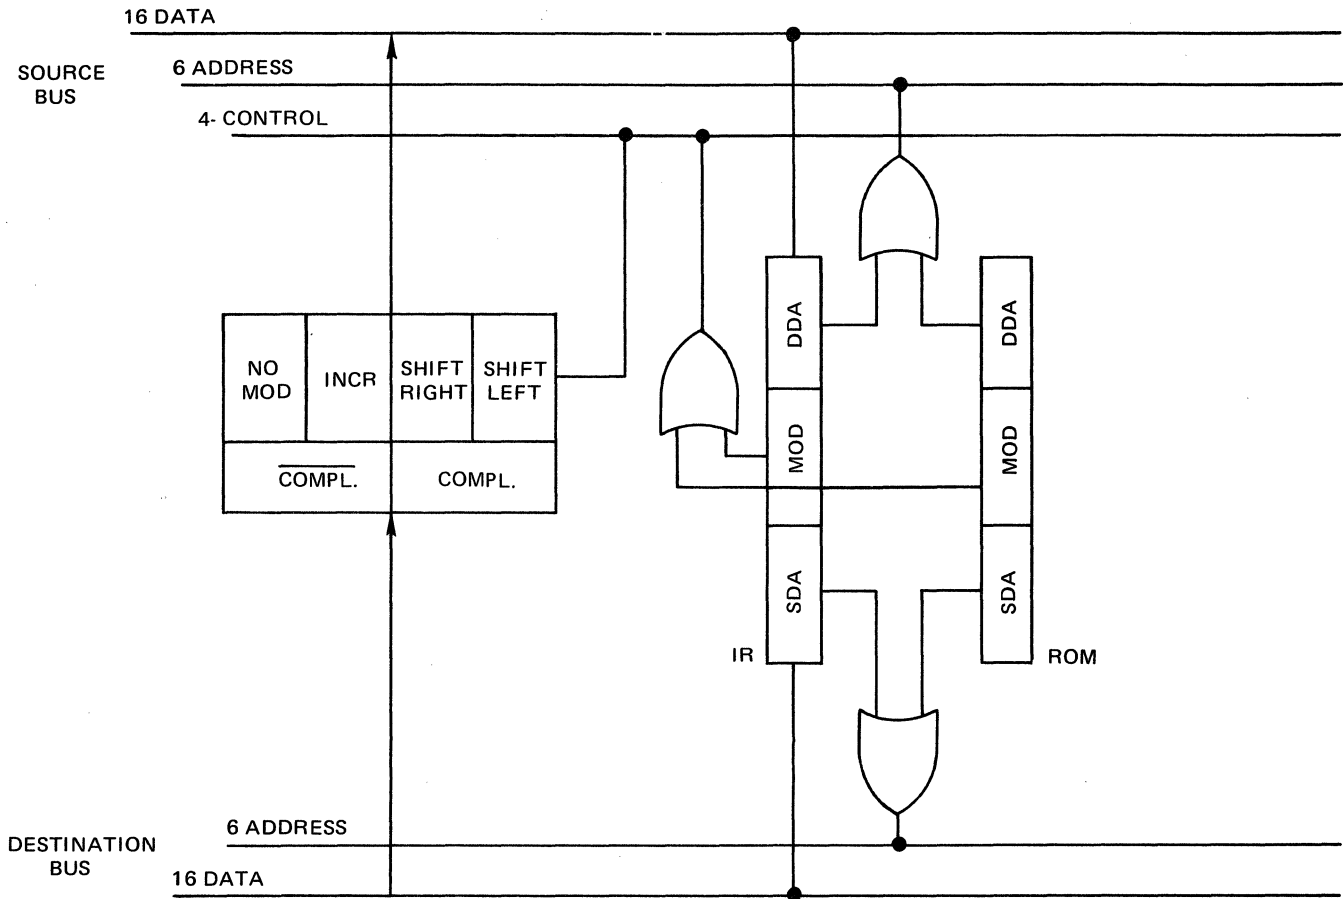 16 DATA
SOURCE
BUS
6 ADDRESS
4- CONTROL
NO
MOD
INCR
SHIFT
RIGHT
SHIFT
LEFT
COMPL.
COMPL.
DDA
MOD
SDA
IR
DDA
MOD
SDA
ROM
DESTINATION
BUS
6 ADDRESS
16 DATA